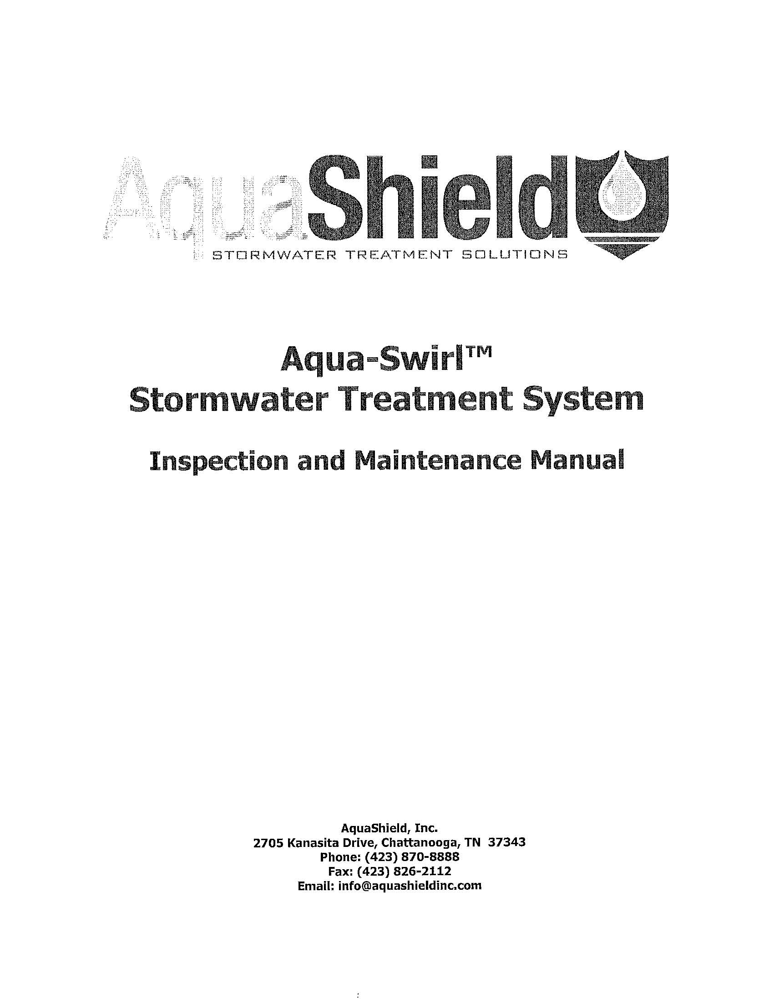 AquaShield
STORMWATER TREATMENT SOLUTIONS
Aqua-Swirl™
Stormwater Treatment System
Inspection and Maintenance Manual
AquaShield, Inc.
2705 Kanasita Drive, Chattanooga, TN 37343
Phone: (423) 870-8888
Fax: (423) 826-2112
Email: info@aquashieldinc.com